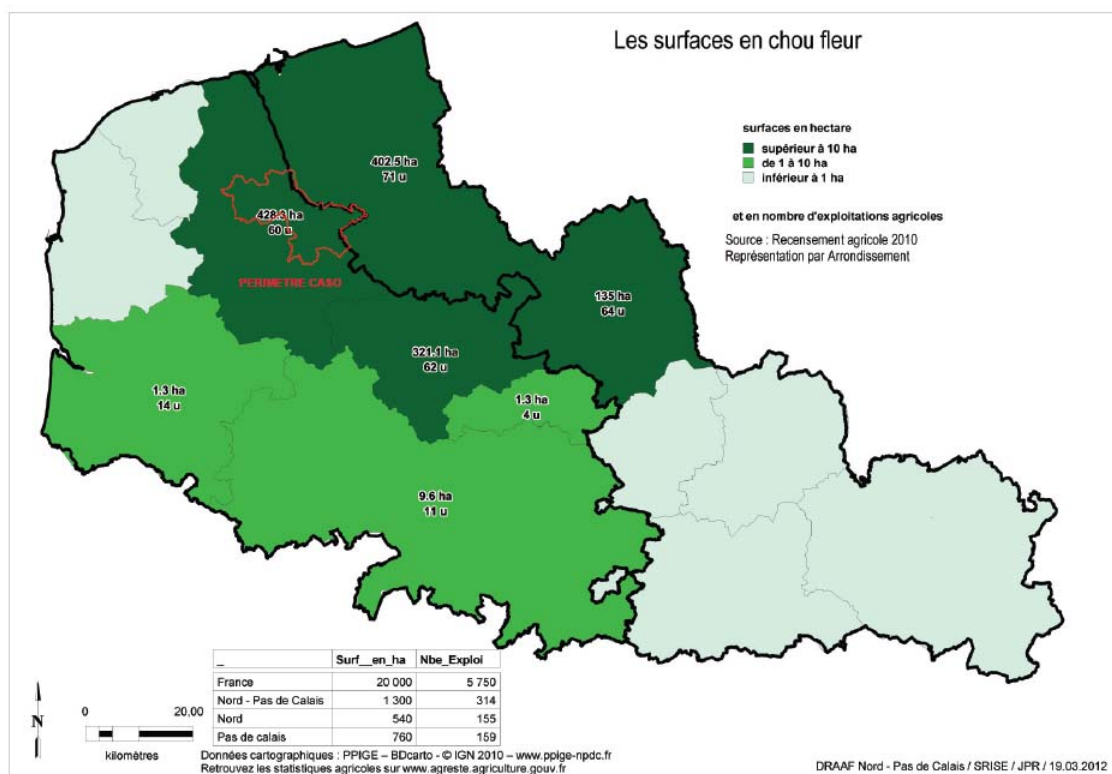 Les surfaces en chou fleur
surfaces en hectare
supérieur à 10 ha
de 1 à 10 ha
inférieur à 1 ha
et en nombre d'exploitations agricoles
Source : Recensement agricole 2010
Représentation par Arrondissement
402.5 ha
71 u
428.3 ha
60 u
PERIMETRE CASO
135 ha
64 u
321.1 ha
62 u
1.3 ha
14 u
1.3 ha
4 u
9.6 ha
11 u
_ Surf__en_ha Nbe_Exploi
France 20 000 5 750
Nord - Pas de Calais 1 300 314
Nord 540 155
Pas de calais 760 159
N
0 20,00
kilomètres
Données cartographiques : PPIGE – BDcarto - © IGN 2010 – www.ppige-npdc.fr
Retrouvez les statistiques agricoles sur www.agreste.agriculture.gouv.fr
DRAAF Nord - Pas de Calais / SRISE / JPR / 19.03.2012